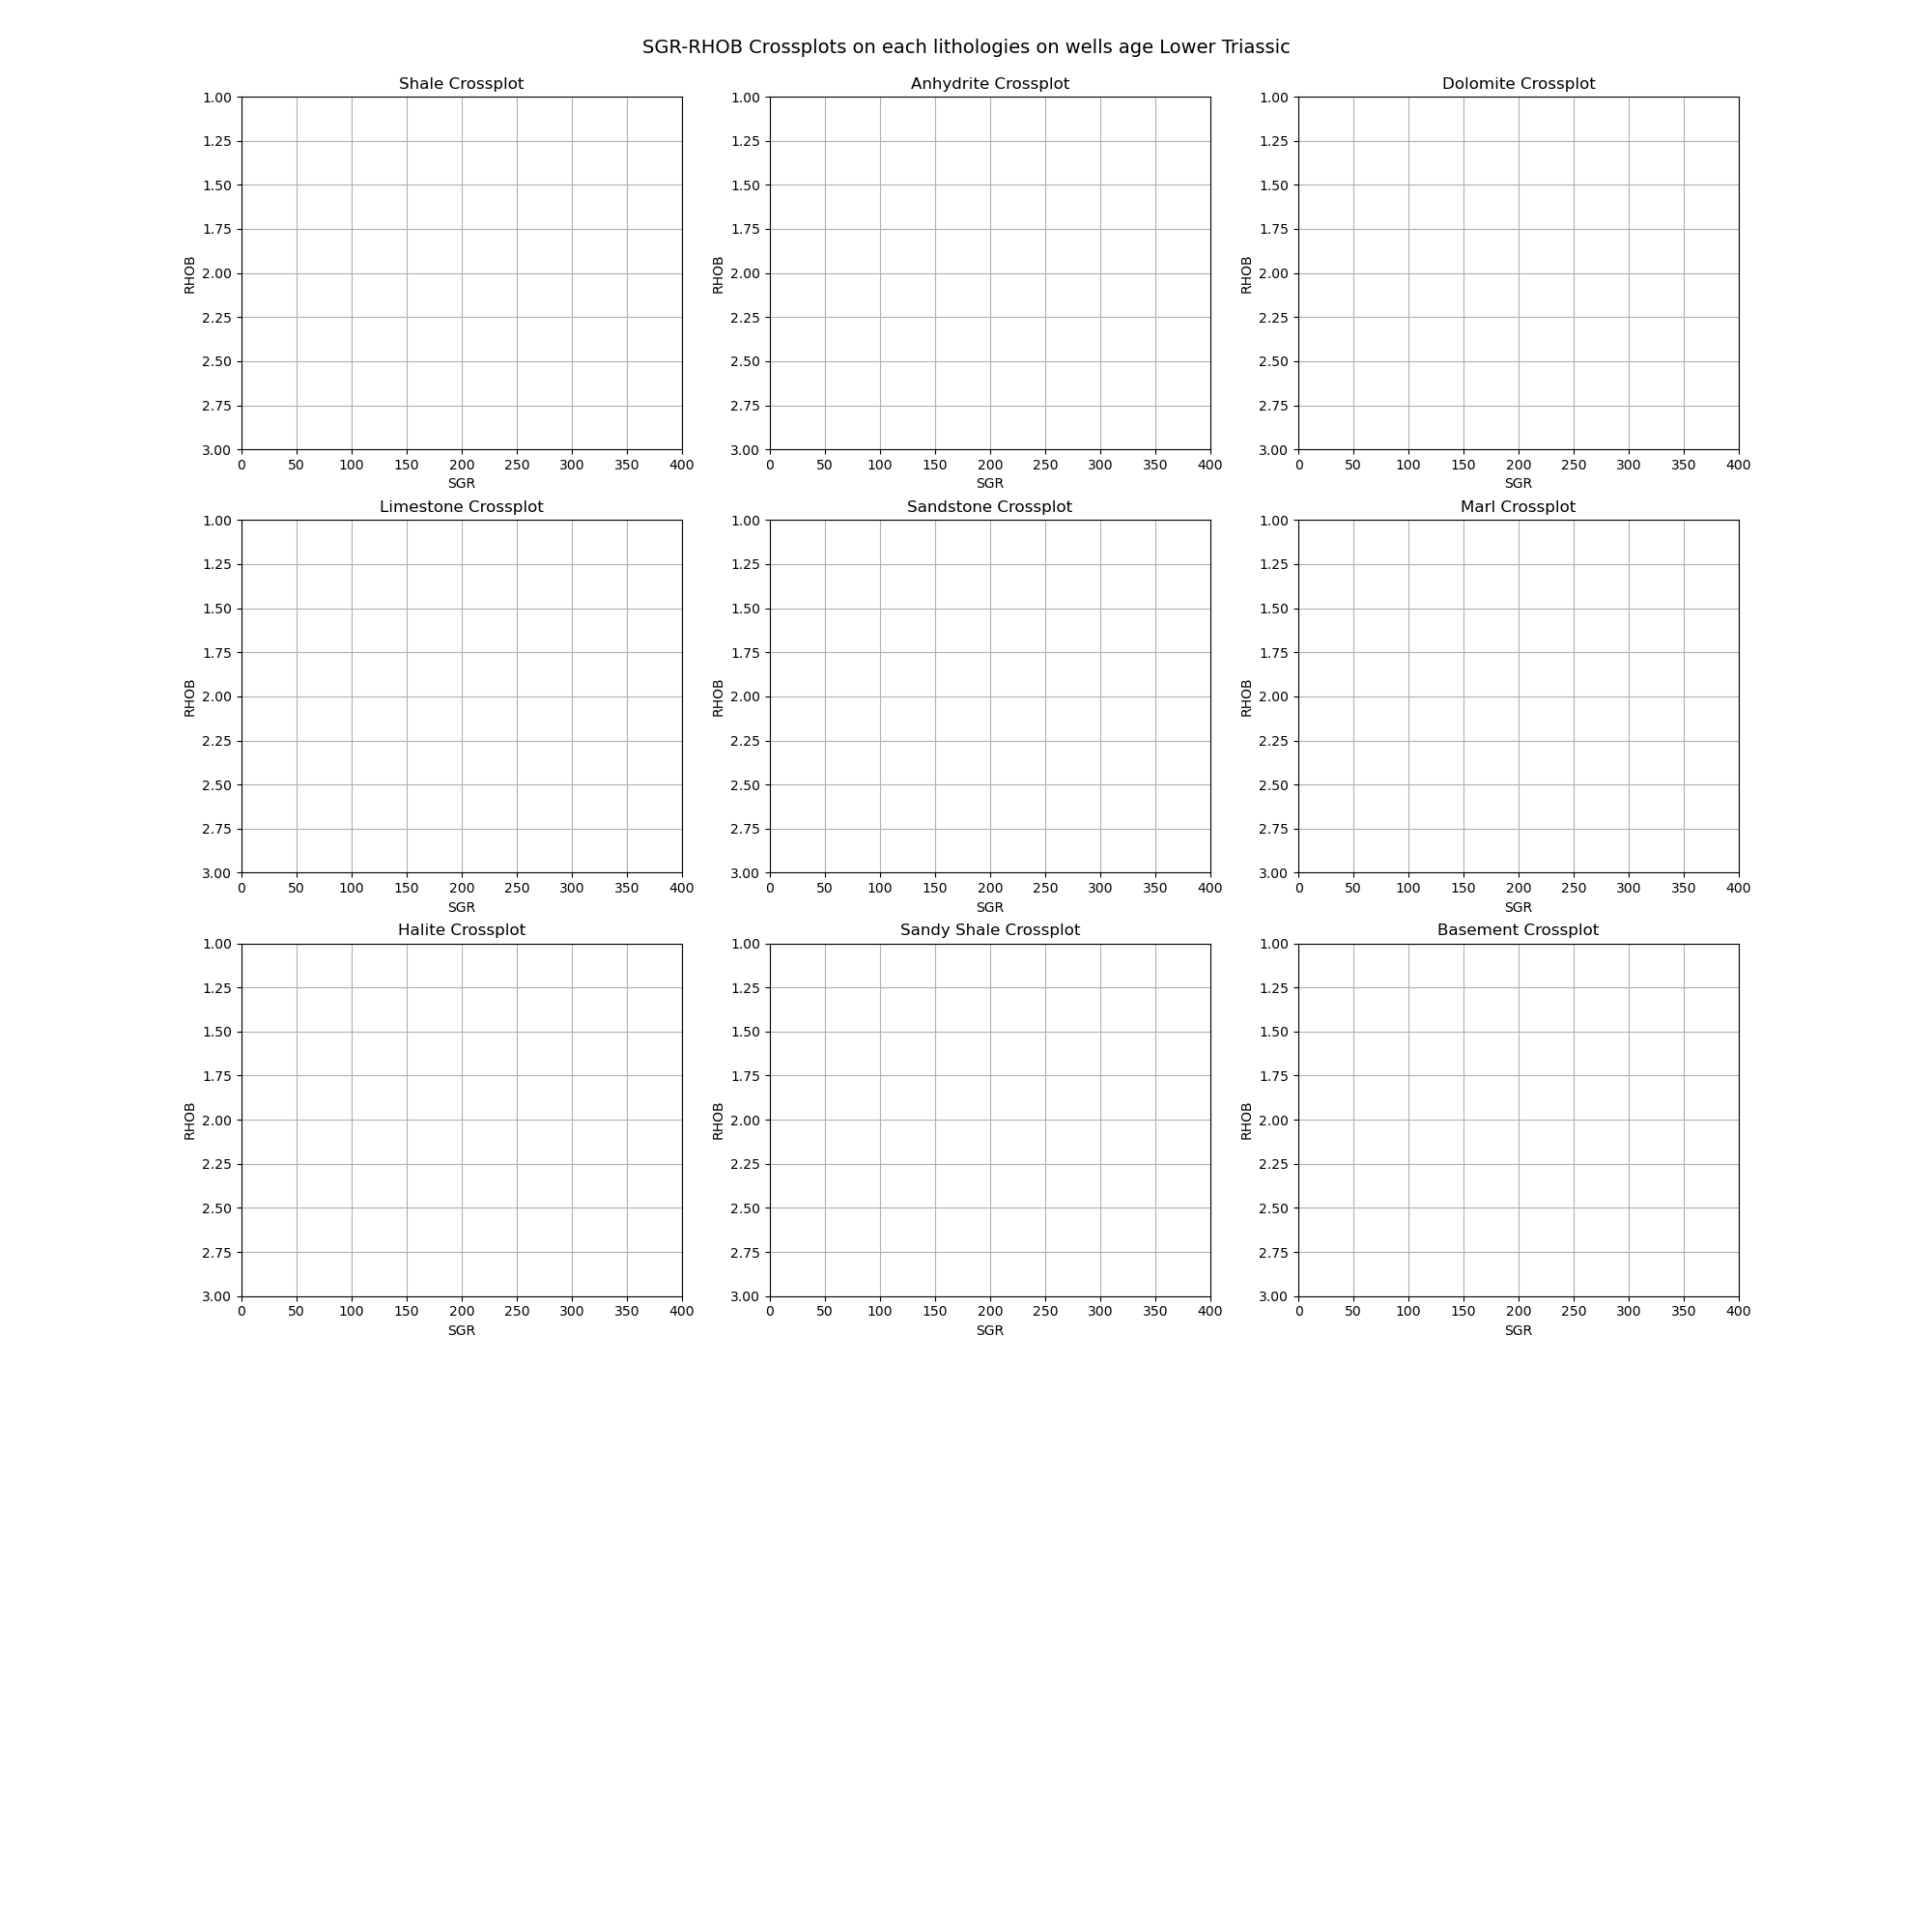 SGR-RHOB Crossplots on each lithologies on wells age Lower Triassic
Shale Crossplot
1.00
1.25
1.50
1.75
2.00
2.25
2.50
2.75
3.00
RHOB
0 50 100 150 200 250 300 350 400
SGR
Anhydrite Crossplot
1.00
1.25
1.50
1.75
2.00
2.25
2.50
2.75
3.00
RHOB
0 50 100 150 200 250 300 350 400
SGR
Dolomite Crossplot
1.00
1.25
1.50
1.75
2.00
2.25
2.50
2.75
3.00
RHOB
0 50 100 150 200 250 300 350 400
SGR
Limestone Crossplot
1.00
1.25
1.50
1.75
2.00
2.25
2.50
2.75
3.00
RHOB
0 50 100 150 200 250 300 350 400
SGR
Sandstone Crossplot
1.00
1.25
1.50
1.75
2.00
2.25
2.50
2.75
3.00
RHOB
0 50 100 150 200 250 300 350 400
SGR
Marl Crossplot
1.00
1.25
1.50
1.75
2.00
2.25
2.50
2.75
3.00
RHOB
0 50 100 150 200 250 300 350 400
SGR
Halite Crossplot
1.00
1.25
1.50
1.75
2.00
2.25
2.50
2.75
3.00
RHOB
0 50 100 150 200 250 300 350 400
SGR
Sandy Shale Crossplot
1.00
1.25
1.50
1.75
2.00
2.25
2.50
2.75
3.00
RHOB
0 50 100 150 200 250 300 350 400
SGR
Basement Crossplot
1.00
1.25
1.50
1.75
2.00
2.25
2.50
2.75
3.00
RHOB
0 50 100 150 200 250 300 350 400
SGR